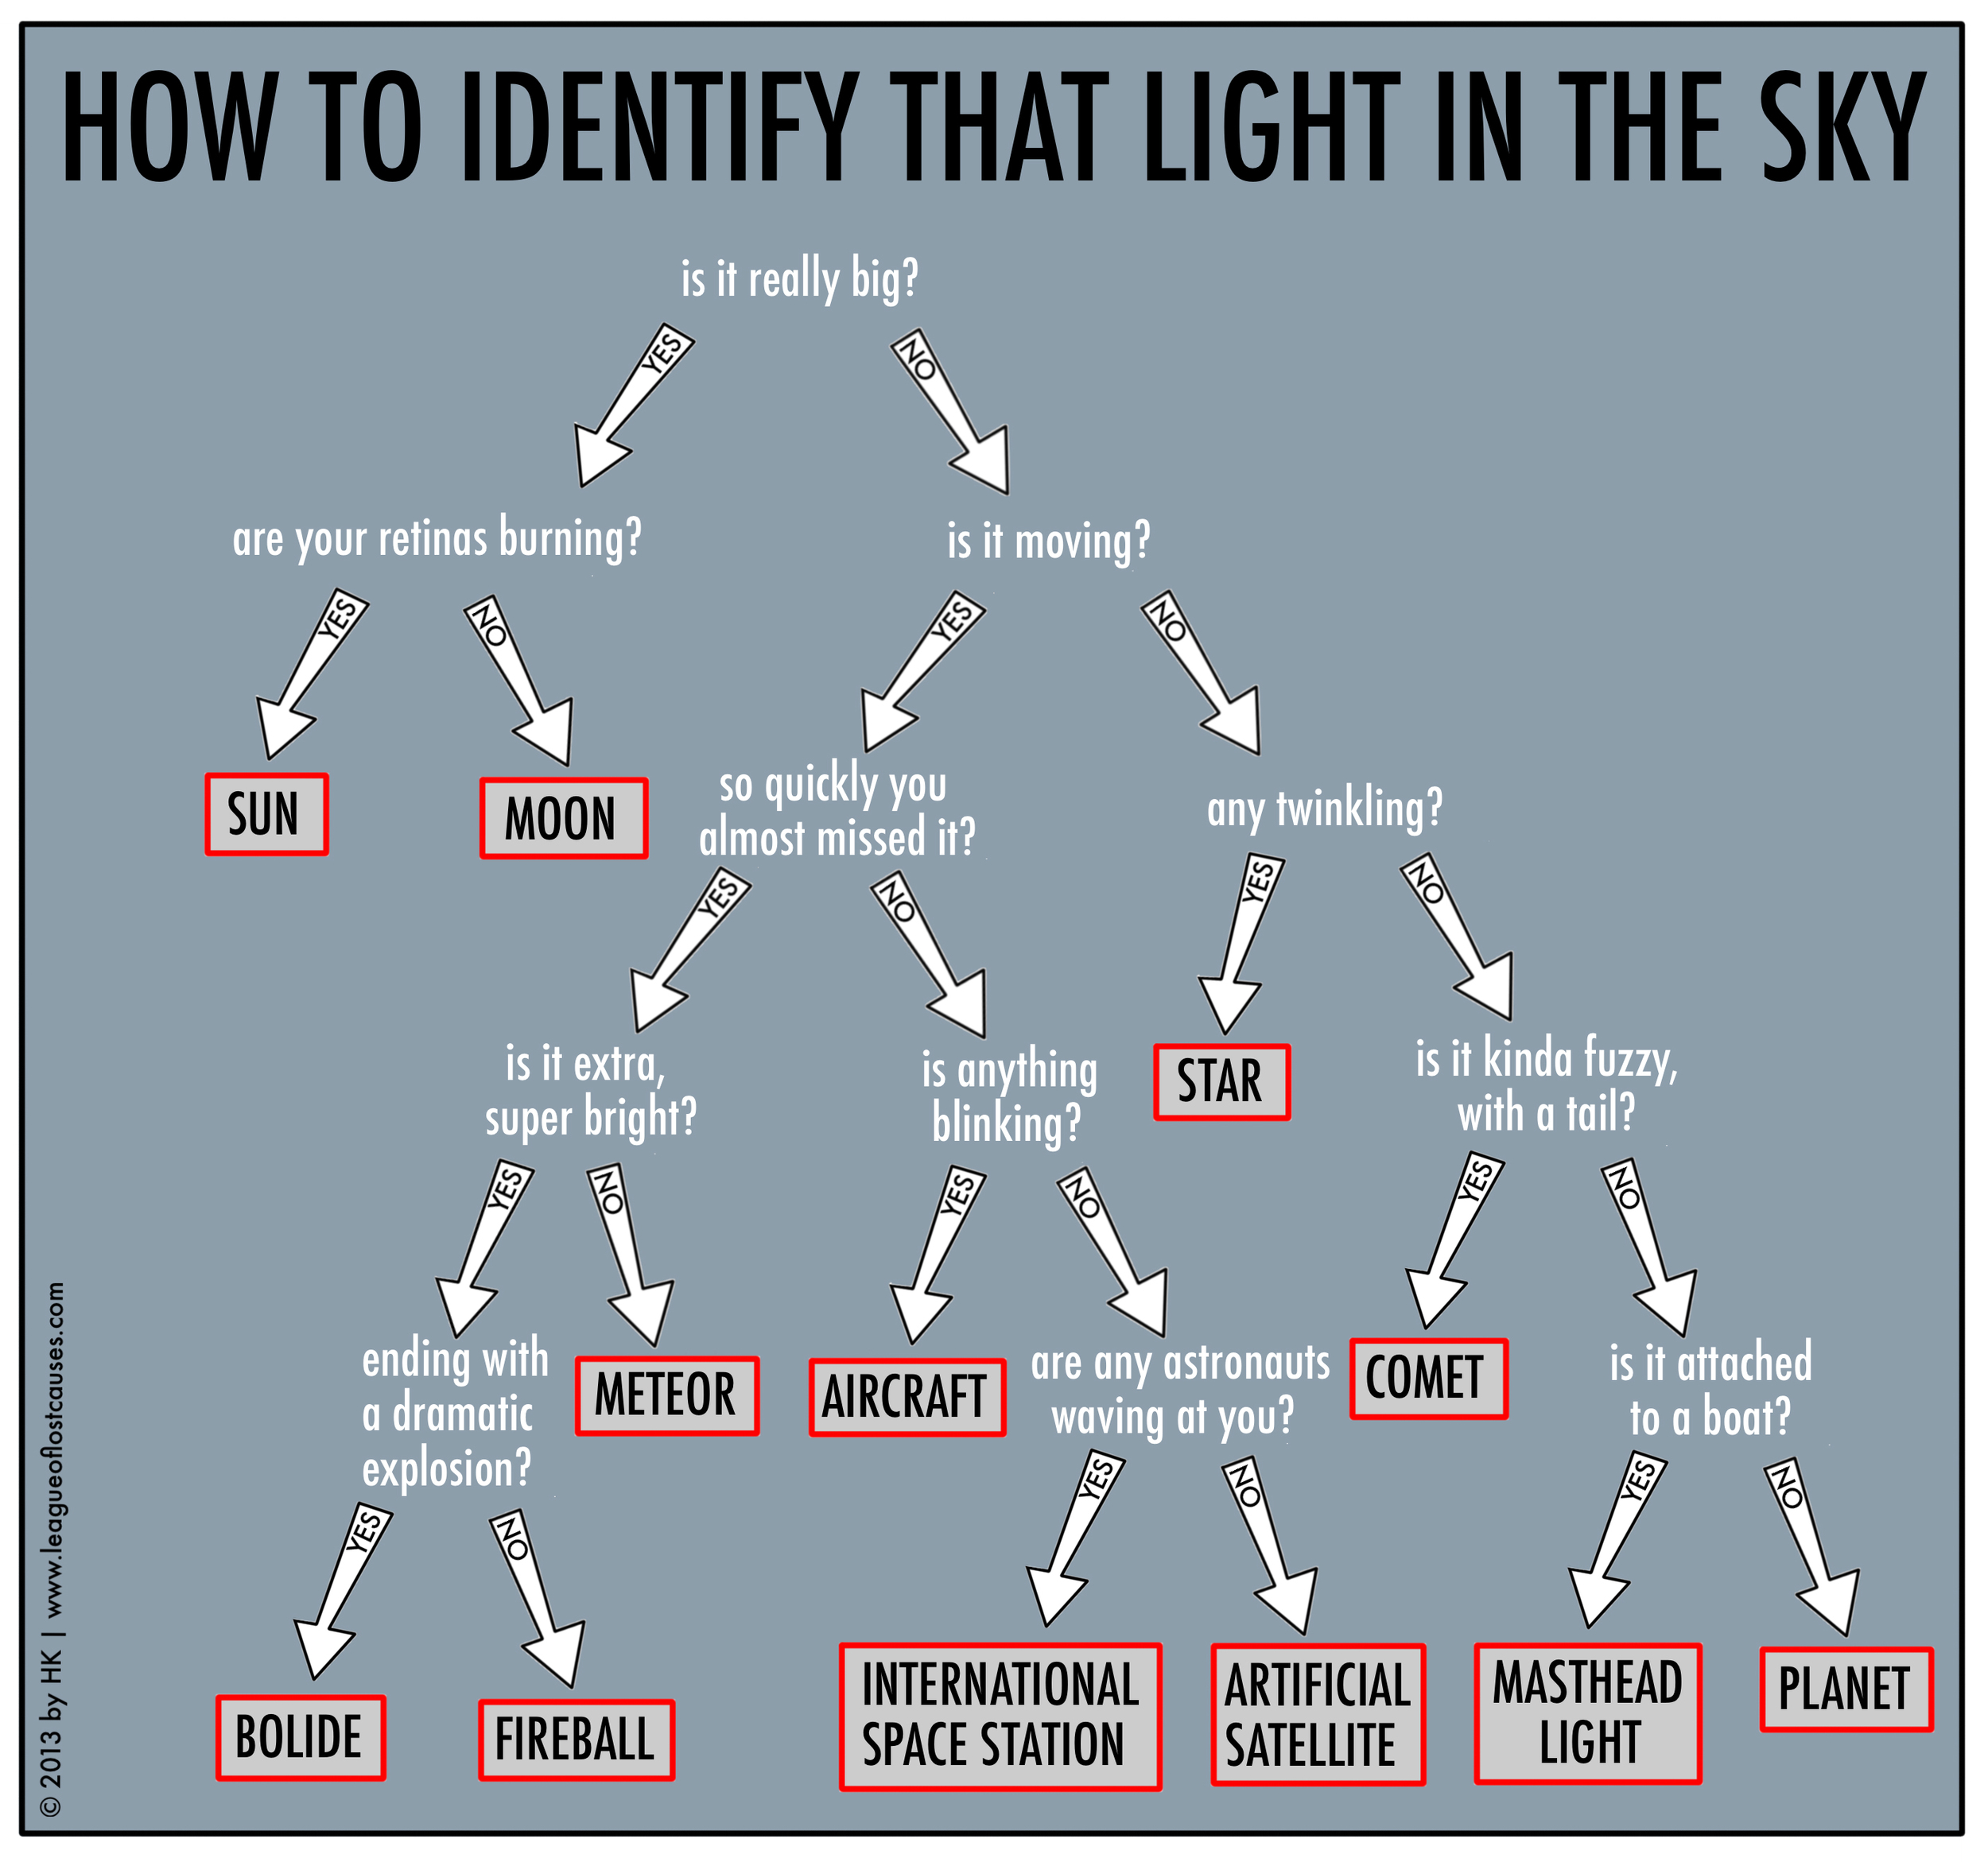 HOW TO IDENTIFY THAT LIGHT IN THE SKY
is it really big?
YES
NO
are your retinas burning?
is it moving?
YES
NO
YES
NO
SUN
MOON
so quickly you
almost missed it?
any twinkling?
YES
NO
YES
NO
is it extra,
super bright?
is anything
blinking?
STAR
is it kinda fuzzy,
with a tail?
YES
NO
YES
NO
YES
NO
ending with
a dramatic
explosion?
METEOR
AIRCRAFT
are any astronauts
waving at you?
COMET
is it attached
to a boat?
YES
NO
YES
NO
YES
NO
BOLIDE
FIREBALL
INTERNATIONAL
SPACE STATION
ARTIFICIAL
SATELLITE
MASTHEAD
LIGHT
PLANET
© 2013 by HK | www.leagueoflostcauses.com